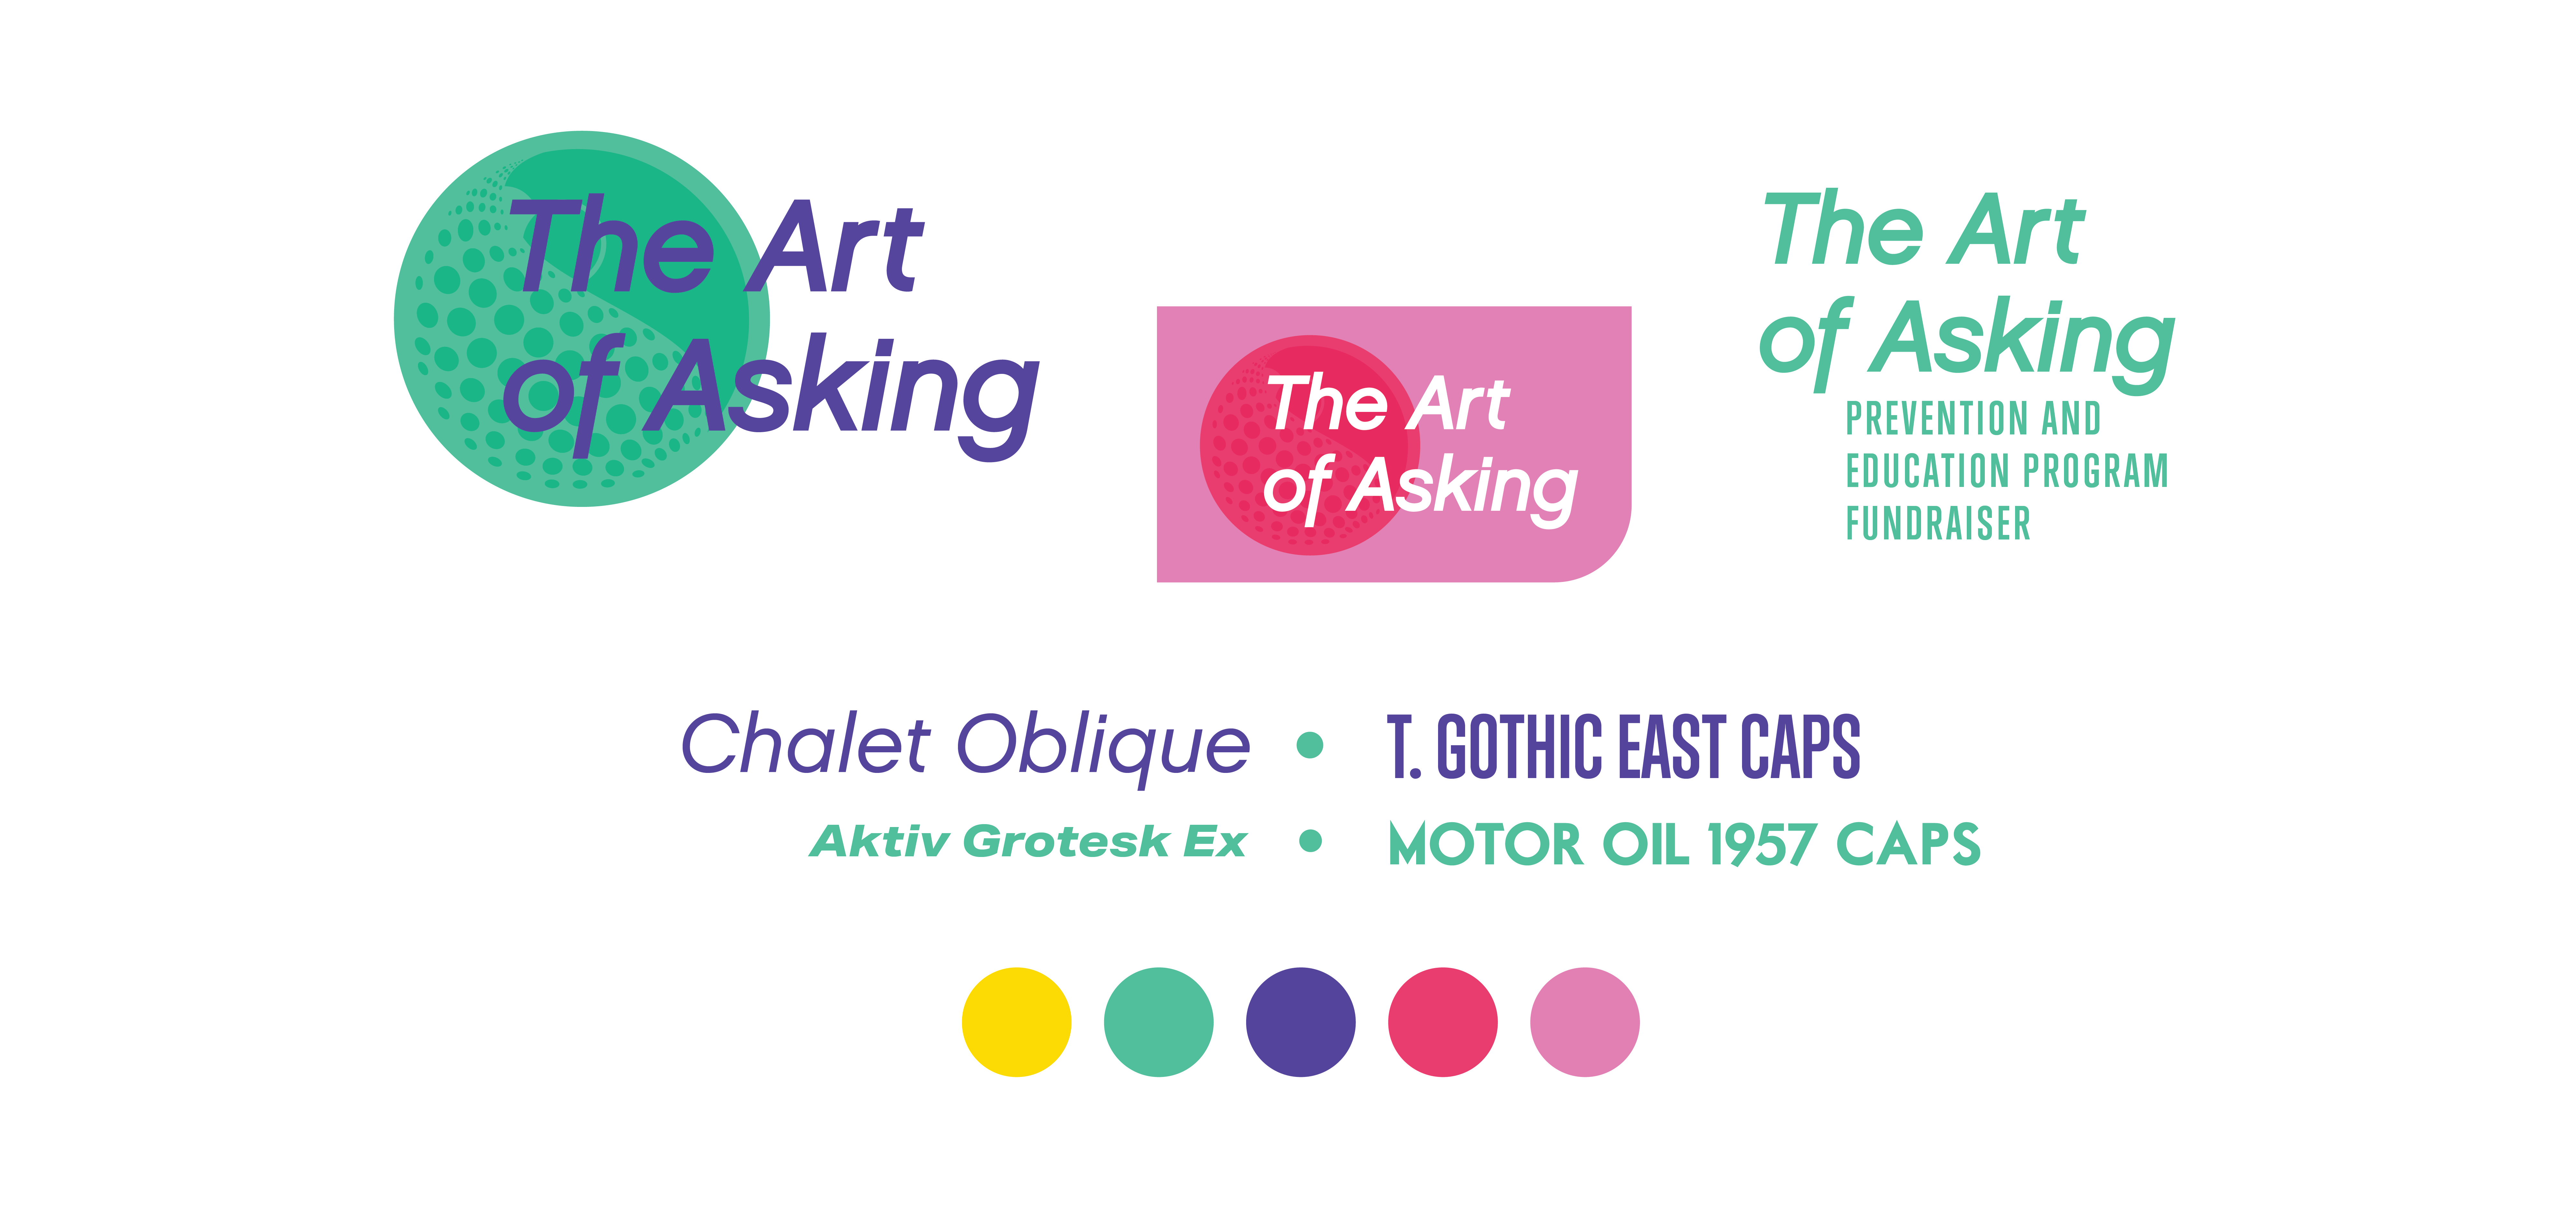 The Art
of Asking
The Art
of Asking
The Art
of Asking
PREVENTION AND
EDUCATION PROGRAM
FUNDRAISER
Chalet Oblique • T. GOTHIC EAST CAPS
Aktiv Grotesk Ex • MOTOR OIL 1957 CAPS